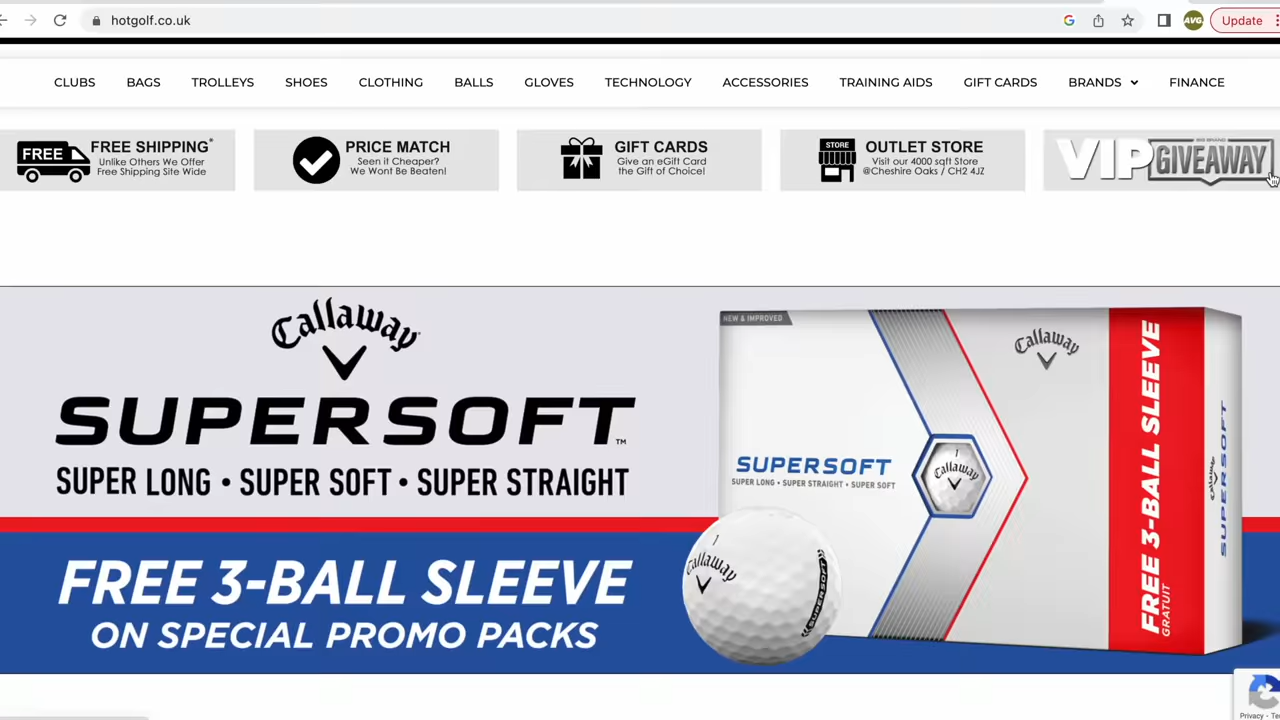 hotgolf.co.uk
AVG
Update
CLUBS BAGS TROLLEYS SHOES CLOTHING BALLS GLOVES TECHNOLOGY ACCESSORIES TRAINING AIDS GIFT CARDS BRANDS FINANCE
FREE
FREE SHIPPING*
Unlike Others We Offer
Free Shipping Site Wide
PRICE MATCH
Seen it Cheaper?
We Wont Be Beaten!
GIFT CARDS
Give an eGift Card
the Gift of Choice!
STORE
OUTLET STORE
Visit our 4000 sqft Store
@Cheshire Oaks / CH2 4JZ
VIP
GIVEAWAY
Callaway
SUPERSOFT™
SUPER LONG • SUPER SOFT • SUPER STRAIGHT
FREE 3-BALL SLEEVE
ON SPECIAL PROMO PACKS
NEW & IMPROVED
Callaway
SUPERSOFT
SUPER LONG • SUPER STRAIGHT • SUPER SOFT
1
Callaway
FREE 3-BALL SLEEVE
GRATUIT
Callaway
SUPERSOFT
1
Callaway
SUPERSOFT
Privacy - Te